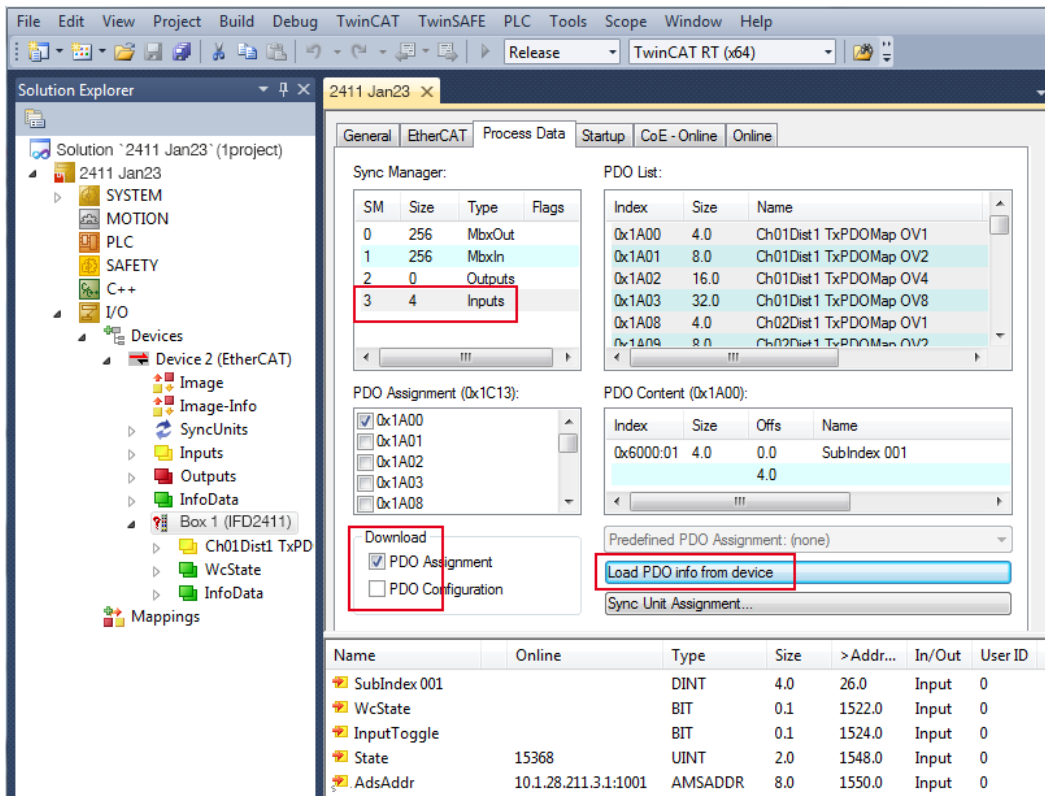 File Edit View Project Build Debug TwinCAT TwinSAFE PLC Tools Scope Window Help
Release TwinCAT RT (x64)
Solution Explorer
2411 Jan23
Solution `2411 Jan23`(1project)
2411 Jan23
SYSTEM
MOTION
PLC
SAFETY
C++
I/O
Devices
Device 2 (EtherCAT)
Image
Image-Info
SyncUnits
Inputs
Outputs
InfoData
Box 1 (IFD2411)
Ch01Dist1 TxPD
WcState
InfoData
Mappings
General EtherCAT Process Data Startup CoE - Online Online
Sync Manager:
SM Size Type Flags
0 256 MbxOut
1 256 MbxIn
2 0 Outputs
3 4 Inputs
PDO List:
Index Size Name
0x1A00 4.0 Ch01Dist1 TxPDOMap OV1
0x1A01 8.0 Ch01Dist1 TxPDOMap OV2
0x1A02 16.0 Ch01Dist1 TxPDOMap OV4
0x1A03 32.0 Ch01Dist1 TxPDOMap OV8
0x1A08 4.0 Ch02Dist1 TxPDOMap OV1
0x1A09 8.0 Ch02Dist1 TxPDOMap OV2
PDO Assignment (0x1C13):
0x1A00
0x1A01
0x1A02
0x1A03
0x1A08
PDO Content (0x1A00):
Index Size Offs Name
0x6000:01 4.0 0.0 SubIndex 001
4.0
Download
PDO Assignment
PDO Configuration
Predefined PDO Assignment: (none)
Load PDO info from device
Sync Unit Assignment...
Name Online Type Size >Addr... In/Out User ID
SubIndex 001 DINT 4.0 26.0 Input 0
WcState BIT 0.1 1522.0 Input 0
InputToggle BIT 0.1 1524.0 Input 0
State 15368 UINT 2.0 1548.0 Input 0
AdsAddr 10.1.28.211.3.1:1001 AMSADDR 8.0 1550.0 Input 0